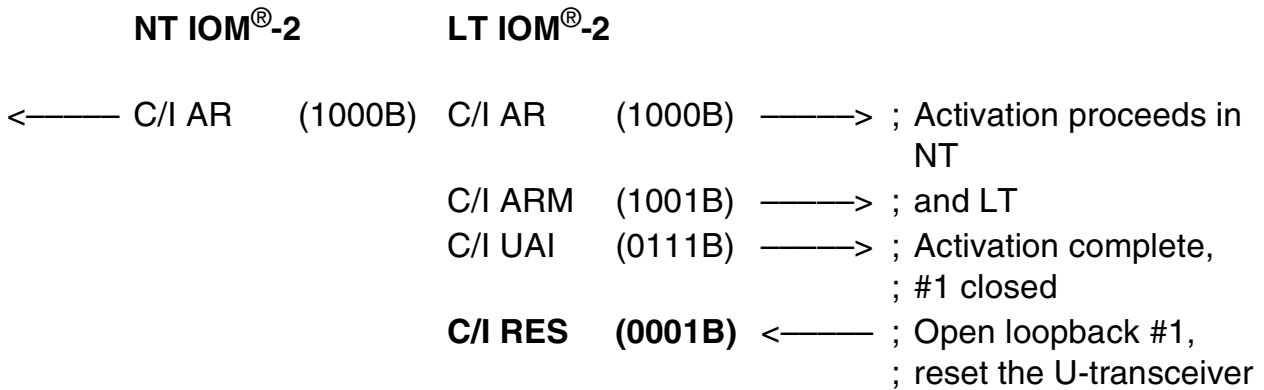 NT IOM®-2 LT IOM®-2
<––––– C/I AR (1000B) C/I AR (1000B) –––––> ; Activation proceeds in
NT
C/I ARM (1001B) –––––> ; and LT
C/I UAI (0111B) –––––> ; Activation complete,
; #1 closed
C/I RES (0001B) <––––– ; Open loopback #1,
; reset the U-transceiver